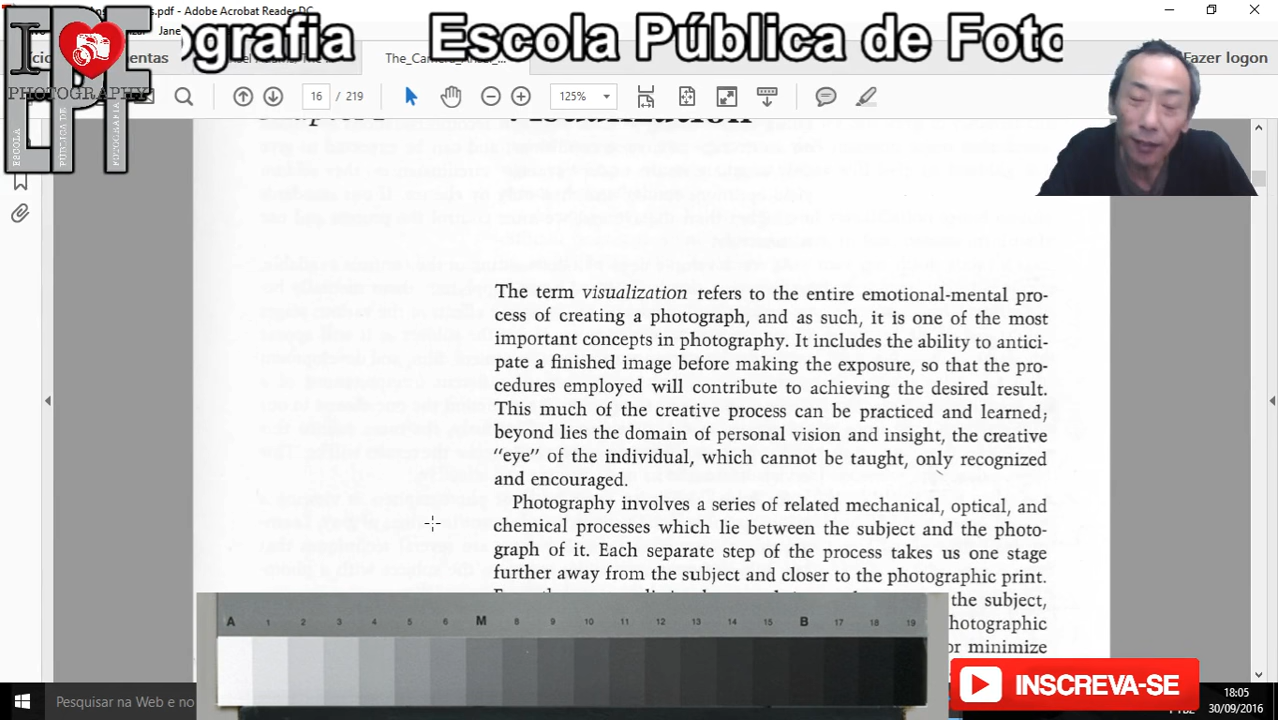 .pdf - Adobe Acrobat Reader DC
Jane
ografia Escola Pública de Foto
The_Camera_Ansel_...
Fazer logon
I
PHOTOGRAPHY
ESCOLA
PÚBLICA DE
FOTOGRAFIA
16 / 219
125%
The term visualization refers to the entire emotional-mental pro-
cess of creating a photograph, and as such, it is one of the most
important concepts in photography. It includes the ability to antici-
pate a finished image before making the exposure, so that the pro-
cedures employed will contribute to achieving the desired result.
This much of the creative process can be practiced and learned;
beyond lies the domain of personal vision and insight, the creative
“eye” of the individual, which cannot be taught, only recognized
and encouraged.
Photography involves a series of related mechanical, optical, and
chemical processes which lie between the subject and the photo-
graph of it. Each separate step of the process takes us one stage
further away from the subject and closer to the photographic print.
the subject,
hotographic
or minimize
A 1 2 3 4 5 6 M 8 9 10 11 12 13 14 15 B 17 18 19
INSCREVA-SE
Pesquisar na Web e no
18:05
30/09/2016